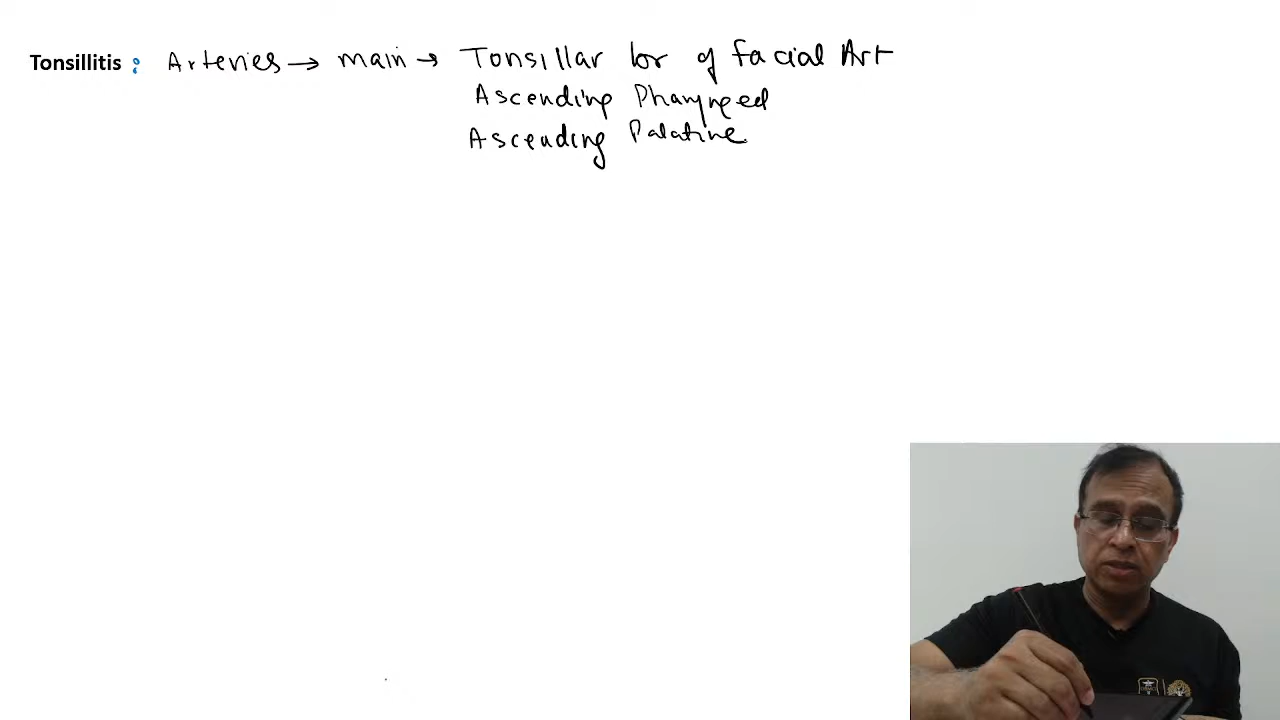 Tonsillitis : Arteries → main → Tonsillar br of facial Art
Ascending Pharyngeal
Ascending Palatine